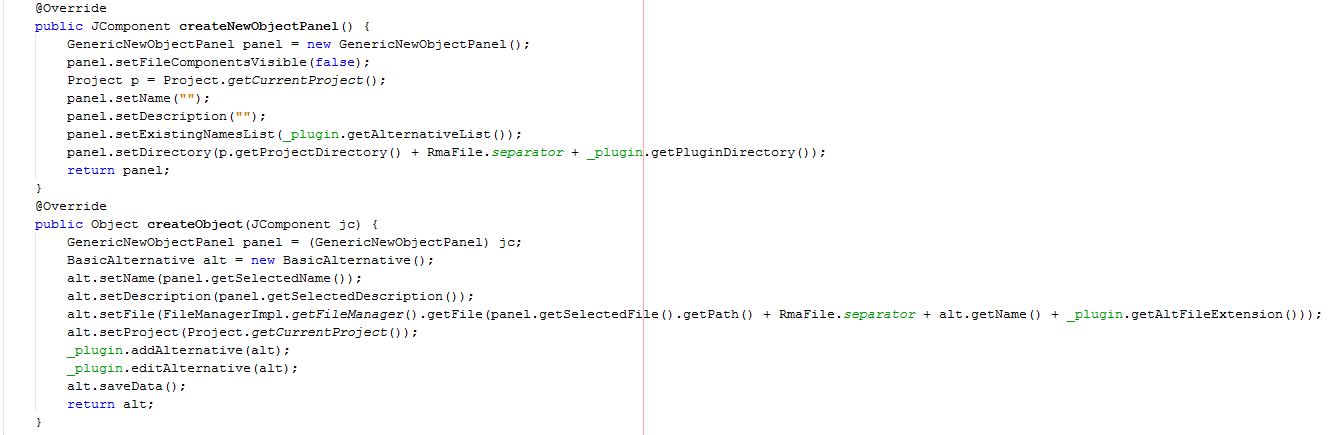 @Override
public JComponent createNewObjectPanel() {
    GenericNewObjectPanel panel = new GenericNewObjectPanel();
    panel.setFileComponentsVisible(false);
    Project p = Project.getCurrentProject();
    panel.setName("");
    panel.setDescription("");
    panel.setExistingNamesList(_plugin.getAlternativeList());
    panel.setDirectory(p.getProjectDirectory() + RmaFile.separator + _plugin.getPluginDirectory());
    return panel;
}
@Override
public Object createObject(JComponent jc) {
    GenericNewObjectPanel panel = (GenericNewObjectPanel) jc;
    BasicAlternative alt = new BasicAlternative();
    alt.setName(panel.getSelectedName());
    alt.setDescription(panel.getSelectedDescription());
    alt.setFile(FileManagerImpl.getFileManager().getFile(panel.getSelectedFile().getPath() + RmaFile.separator + alt.getName() + _plugin.getAltFileExtension()));
    alt.setProject(Project.getCurrentProject());
    _plugin.addAlternative(alt);
    _plugin.editAlternative(alt);
    alt.saveData();
    return alt;
}